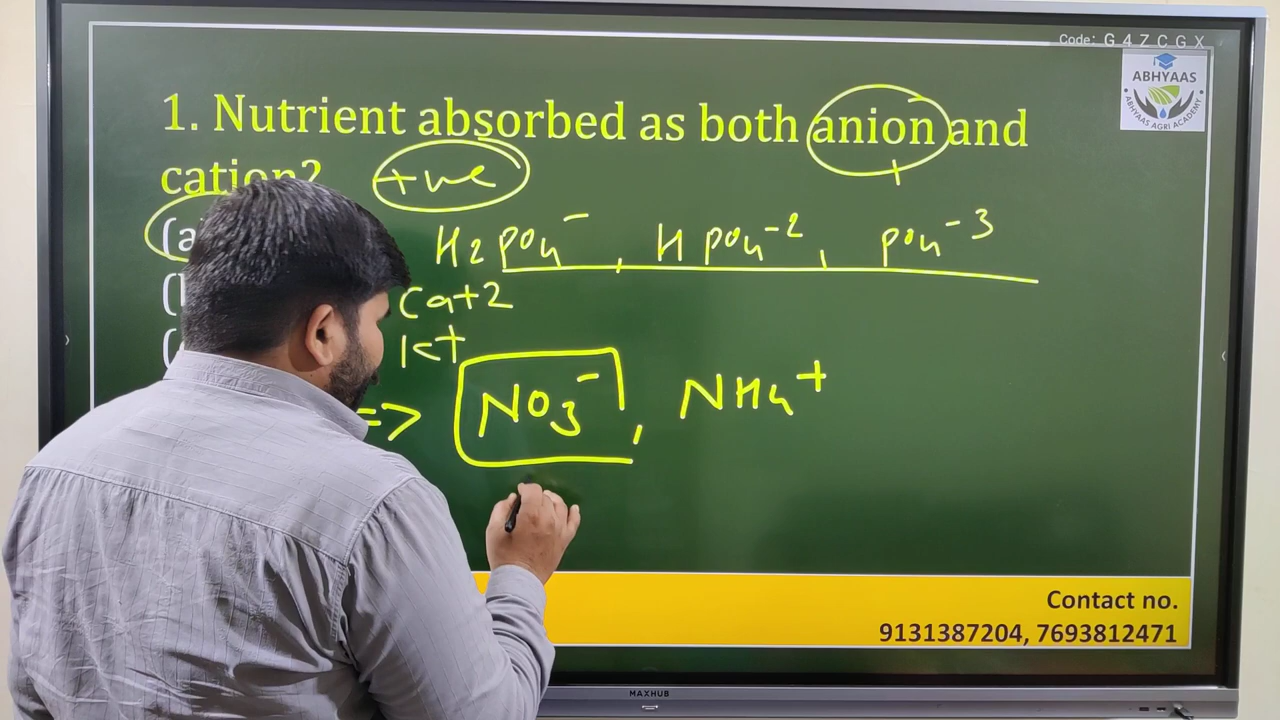 Code: G4ZCGX
ABHYAAS
ABHYAAS AGRI ACADEMY
1. Nutrient absorbed as both anion and
cation? +ve
(a) H2PO4⁻, HPO4⁻², PO4⁻³
( Ca+2
( K+
=> NO3⁻, NH4⁺
Contact no.
9131387204, 7693812471
MAXHUB